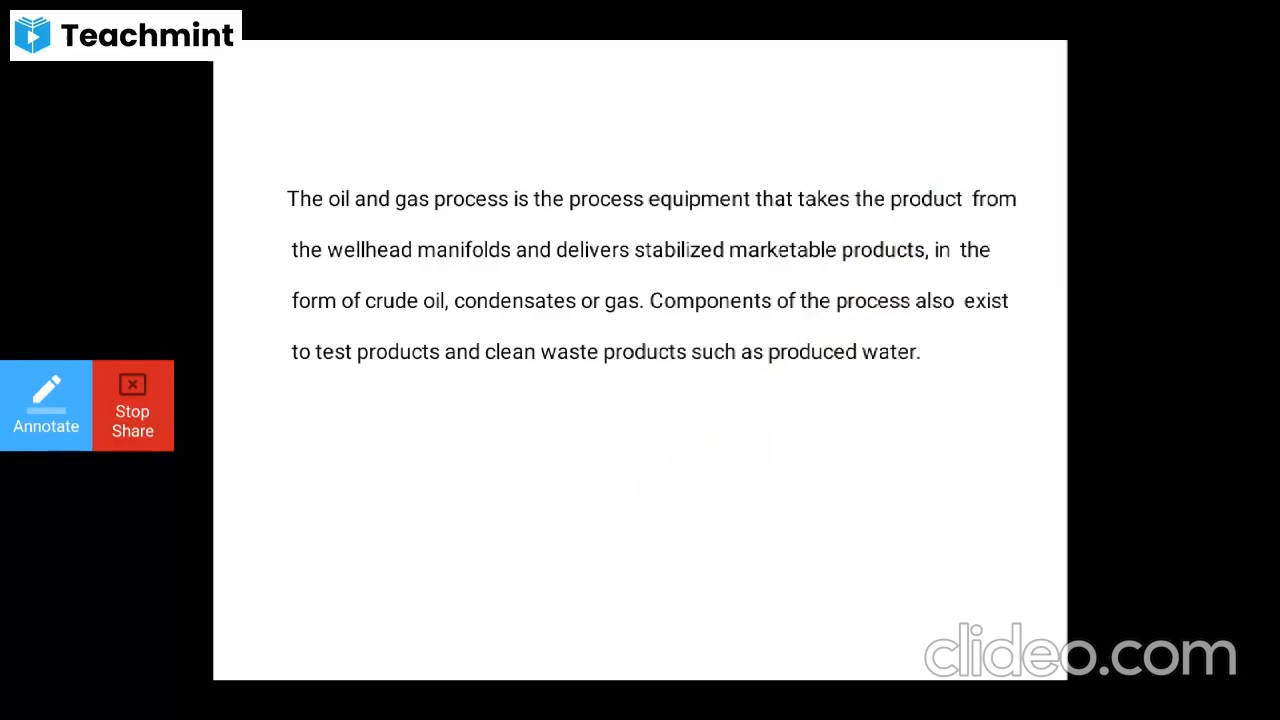 Teachmint
The oil and gas process is the process equipment that takes the product from
the wellhead manifolds and delivers stabilized marketable products, in the
form of crude oil, condensates or gas. Components of the process also exist
to test products and clean waste products such as produced water.
Annotate
Stop
Share
clideo.com